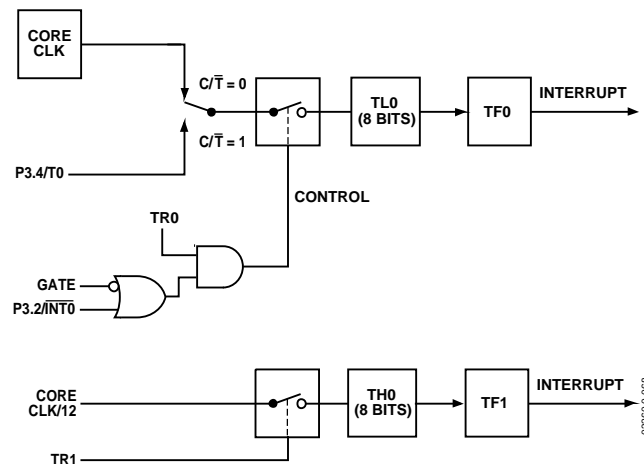 CORE
CLK
C/T̅ = 0
C/T̅ = 1
P3.4/T0
TL0
(8 BITS)
TF0
INTERRUPT
CONTROL
TR0
GATE
P3.2/I̅N̅T̅0̅
CORE
CLK/12
TR1
TH0
(8 BITS)
TF1
INTERRUPT